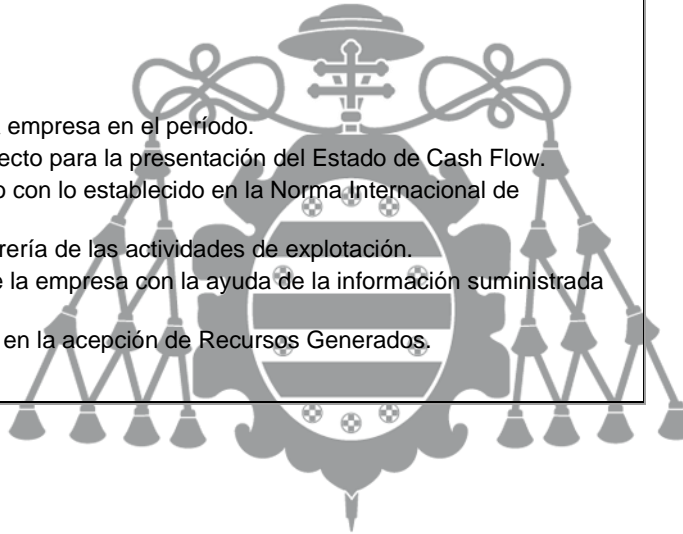 empresa en el período.
ecto para la presentación del Estado de Cash Flow.
o con lo establecido en la Norma Internacional de
rería de las actividades de explotación.
e la empresa con la ayuda de la información suministrada
en la acepción de Recursos Generados.